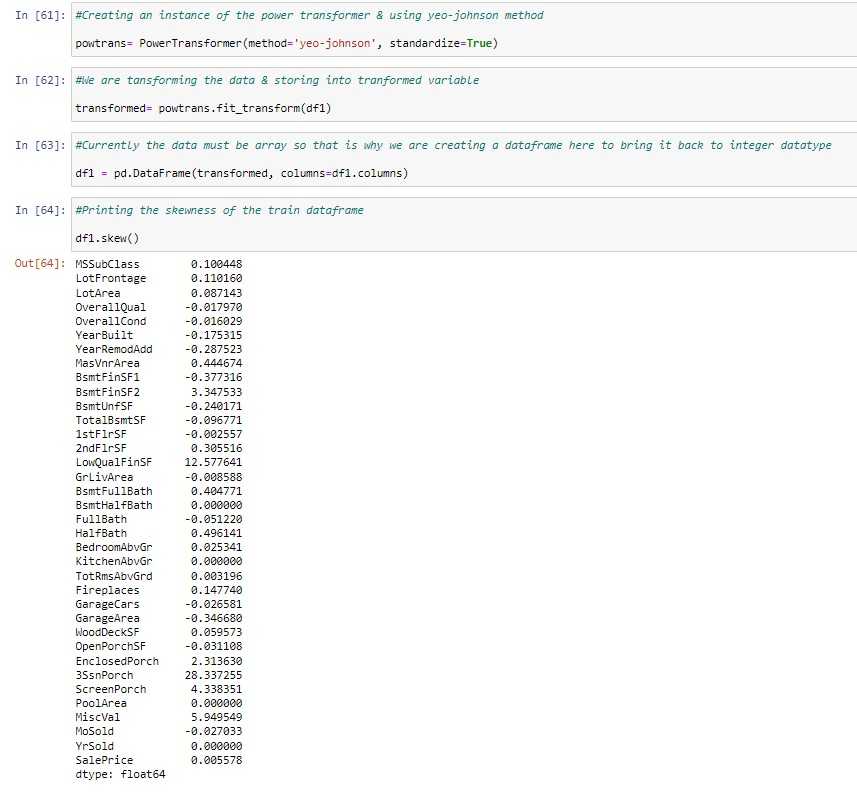 In [61]: #Creating an instance of the power transformer & using yeo-johnson method
powtrans= PowerTransformer(method='yeo-johnson', standardize=True)
In [62]: #We are tansforming the data & storing into tranformed variable
transformed= powtrans.fit_transform(df1)
In [63]: #Currently the data must be array so that is why we are creating a dataframe here to bring it back to integer datatype
df1 = pd.DataFrame(transformed, columns=df1.columns)
In [64]: #Printing the skewness of the train dataframe
df1.skew()
Out[64]: MSSubClass 0.100448
LotFrontage 0.110160
LotArea 0.087143
OverallQual -0.017970
OverallCond -0.016029
YearBuilt -0.175315
YearRemodAdd -0.287523
MasVnrArea 0.444674
BsmtFinSF1 -0.377316
BsmtFinSF2 3.347533
BsmtUnfSF -0.240171
TotalBsmtSF -0.096771
1stFlrSF -0.002557
2ndFlrSF 0.305516
LowQualFinSF 12.577641
GrLivArea -0.008588
BsmtFullBath 0.404771
BsmtHalfBath 0.000000
FullBath -0.051220
HalfBath 0.496141
BedroomAbvGr 0.025341
KitchenAbvGr 0.000000
TotRmsAbvGrd 0.003196
Fireplaces 0.147740
GarageCars -0.026581
GarageArea -0.346680
WoodDeckSF 0.059573
OpenPorchSF -0.031108
EnclosedPorch 2.313630
3SsnPorch 28.337255
ScreenPorch 4.338351
PoolArea 0.000000
MiscVal 5.949549
MoSold -0.027033
YrSold 0.000000
SalePrice 0.005578
dtype: float64